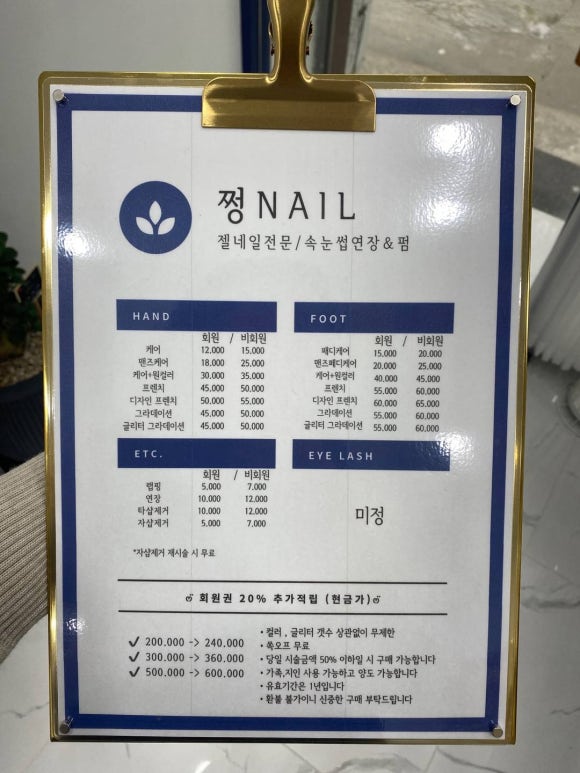 쩡NAIL
젤네일전문/속눈썹연장&펌
HAND
회원 / 비회원
케어 12.000 15.000
맨즈케어 18.000 25.000
케어+원컬러 30.000 35.000
프렌치 45.000 50.000
디자인 프렌치 50.000 55.000
그라데이션 45.000 50.000
글리터 그라데이션 45.000 50.000
FOOT
회원 / 비회원
패디케어 15.000 20.000
맨즈페디케어 20.000 25.000
케어+원컬러 40.000 45.000
프렌치 55.000 60.000
디자인 프렌치 60.000 65.000
그라데이션 55.000 60.000
글리터 그라데이션 55.000 60.000
ETC.
회원 / 비회원
랩핑 5.000 7.000
연장 10.000 12.000
타샵제거 10.000 12.000
자샵제거 5.000 7.000
*자샵제거 재시술 시 무료
EYE LASH
미정
회원권 20% 추가적립 (현금가)
✓ 200.000 -> 240.000
✓ 300.000 -> 360.000
✓ 500.000 -> 600.000
• 컬러 , 글리터 갯수 상관없이 무제한
• 쏙오프 무료
• 당일 시술금액 50% 이하일 시 구매 가능합니다
• 가족,지인 사용 가능하고 양도 가능합니다
• 유효기간은 1년입니다
• 환불 불가이니 신중한 구매 부탁드립니다